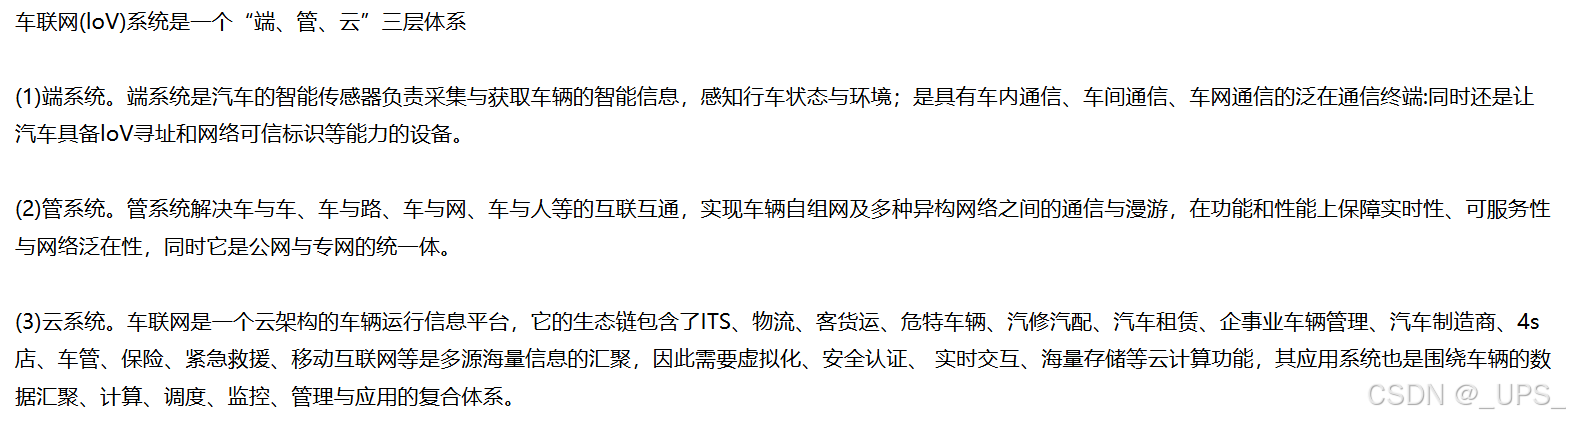 车联网(IoV)系统是一个“端、管、云”三层体系
(1)端系统。端系统是汽车的智能传感器负责采集与获取车辆的智能信息，感知行车状态与环境；是具有车内通信、车间通信、车网通信的泛在通信终端:同时还是让
汽车具备IoV寻址和网络可信标识等能力的设备。
(2)管系统。管系统解决车与车、车与路、车与网、车与人等的互联互通，实现车辆自组网及多种异构网络之间的通信与漫游，在功能和性能上保障实时性、可服务性
与网络泛在性，同时它是公网与专网的统一体。
(3)云系统。车联网是一个云架构的车辆运行信息平台，它的生态链包含了ITS、物流、客货运、危特车辆、汽修汽配、汽车租赁、企事业车辆管理、汽车制造商、4s
店、车管、保险、紧急救援、移动互联网等是多源海量信息的汇聚，因此需要虚拟化、安全认证、 实时交互、海量存储等云计算功能，其应用系统也是围绕车辆的数
据汇聚、计算、调度、监控、管理与应用的复合体系。
CSDN @_UPS_